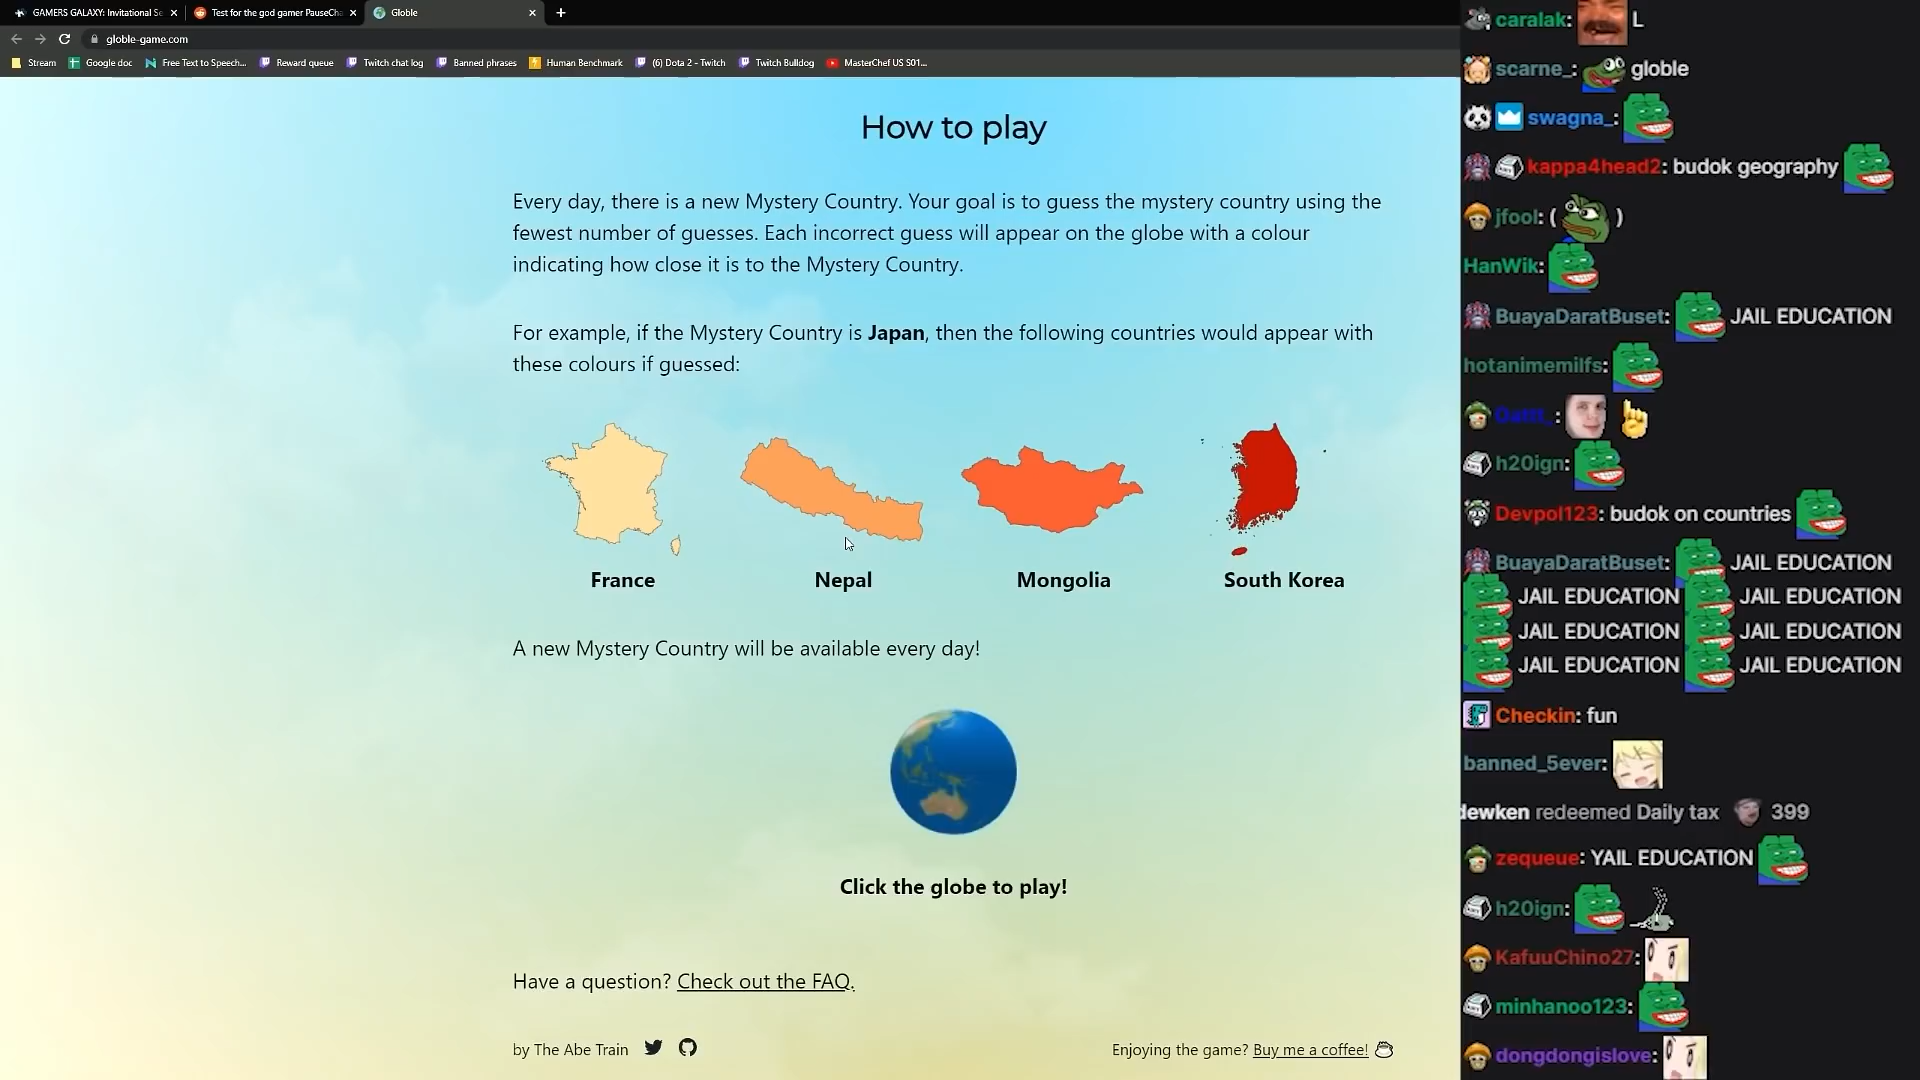 GAMERS GALAXY: Invitational Se
Test for the god gamer PauseCha
Globle
globle-game.com
Stream
Google doc
Free Text to Speech...
Reward queue
Twitch chat log
Banned phrases
Human Benchmark
(6) Dota 2 - Twitch
Twitch Bulldog
MasterChef US S01...
How to play
Every day, there is a new Mystery Country. Your goal is to guess the mystery country using the
fewest number of guesses. Each incorrect guess will appear on the globe with a colour
indicating how close it is to the Mystery Country.
For example, if the Mystery Country is Japan, then the following countries would appear with
these colours if guessed:
France
Nepal
Mongolia
South Korea
A new Mystery Country will be available every day!
Click the globe to play!
Have a question? Check out the FAQ.
by The Abe Train
Enjoying the game? Buy me a coffee!
caralak: L
scarne_: globle
swagna_:
kappa4head2: budok geography
jfool: ( )
HanWik:
BuayaDaratBuset: JAIL EDUCATION
hotanimemilfs:
h20ign:
Devpol123: budok on countries
BuayaDaratBuset: JAIL EDUCATION
JAIL EDUCATION JAIL EDUCATION
JAIL EDUCATION JAIL EDUCATION
JAIL EDUCATION JAIL EDUCATION
Checkin: fun
banned_5ever:
dewken redeemed Daily tax 399
zequeue: YAIL EDUCATION
h20ign:
KafuuChino27:
minhanoo123:
dongdongislove: